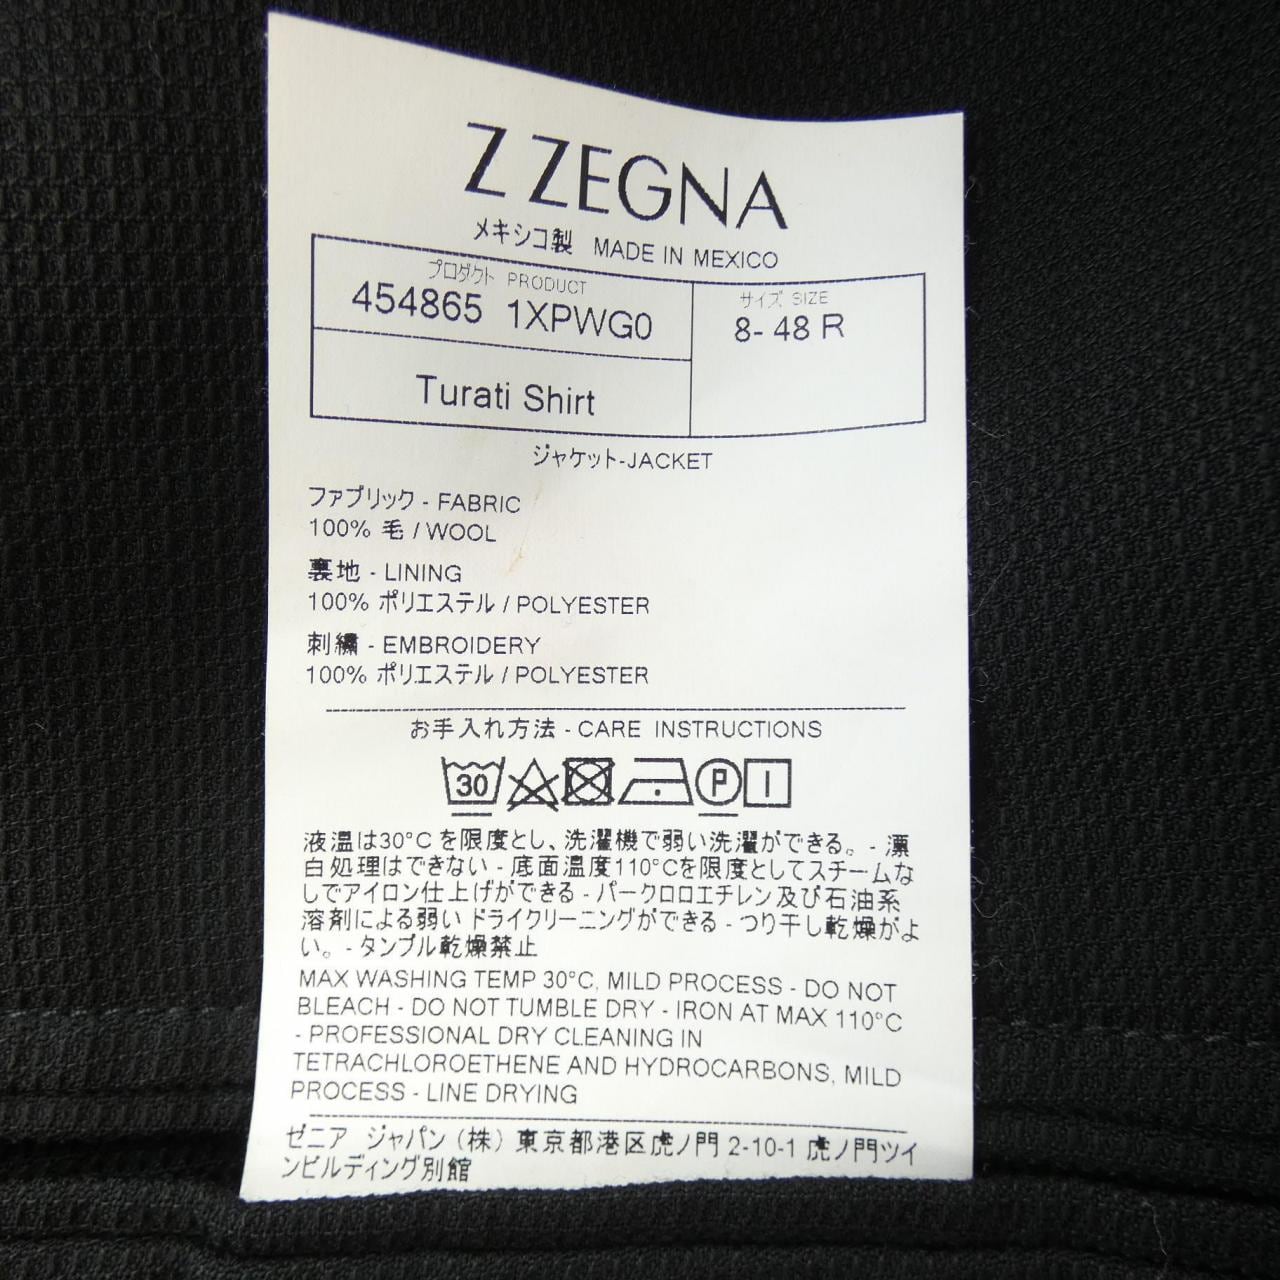 Z ZEGNA
メキシコ製 MADE IN MEXICO
プロダクト PRODUCT
454865 1XPWG0
サイズ SIZE
8- 48 R
Turati Shirt
ジャケット-JACKET
ファブリック - FABRIC
100% 毛 / WOOL
裏地 - LINING
100% ポリエステル / POLYESTER
刺繍 - EMBROIDERY
100% ポリエステル / POLYESTER
お手入れ方法 - CARE INSTRUCTIONS
30 P
液温は30°Cを限度とし、洗濯機で弱い洗濯ができる。- 漂
白処理はできない - 底面温度110°Cを限度としてスチームな
しでアイロン仕上げができる - パークロロエチレン及び石油系
溶剤による弱い ドライクリーニングができる - つり干し乾燥がよ
い。- タンブル乾燥禁止
MAX WASHING TEMP 30°C, MILD PROCESS - DO NOT
BLEACH - DO NOT TUMBLE DRY - IRON AT MAX 110°C
- PROFESSIONAL DRY CLEANING IN
TETRACHLOROETHENE AND HYDROCARBONS, MILD
PROCESS - LINE DRYING
ゼニア ジャパン (株) 東京都港区虎ノ門 2-10-1 虎ノ門ツイ
ンビルディング別館